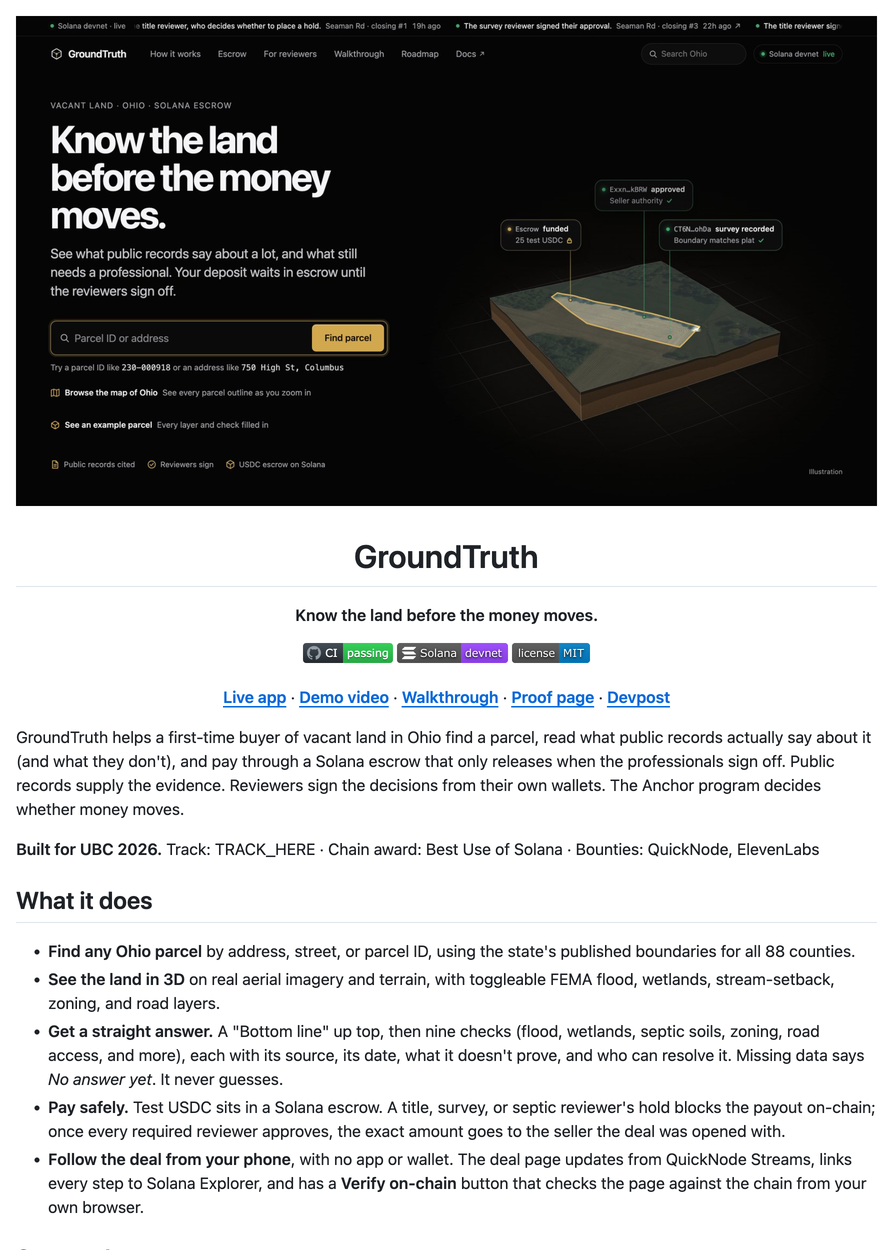 Solana devnet · live
title reviewer, who decides whether to place a hold. Seaman Rd · closing #1 19h ago
The survey reviewer signed their approval. Seaman Rd · closing #3 22h ago ↗
The title reviewer sign
GroundTruth
How it works
Escrow
For reviewers
Walkthrough
Roadmap
Docs ↗
Search Ohio
Solana devnet live
VACANT LAND · OHIO · SOLANA ESCROW
Know the land
before the money
moves.
See what public records say about a lot, and what still
needs a professional. Your deposit waits in escrow until
the reviewers sign off.
Parcel ID or address
Find parcel
Try a parcel ID like 230-000918 or an address like 750 High St, Columbus
Browse the map of Ohio See every parcel outline as you zoom in
See an example parcel Every layer and check filled in
Public records cited
Reviewers sign
USDC escrow on Solana
Exxn…kBRW approved
Seller authority ✓
Escrow funded
25 test USDC
CT6N…ohDa survey recorded
Boundary matches plat ✓
Illustration
GroundTruth
Know the land before the money moves.
CI passing
Solana devnet
license MIT
Live app · Demo video · Walkthrough · Proof page · Devpost
GroundTruth helps a first-time buyer of vacant land in Ohio find a parcel, read what public records actually say about it
(and what they don't), and pay through a Solana escrow that only releases when the professionals sign off. Public
records supply the evidence. Reviewers sign the decisions from their own wallets. The Anchor program decides
whether money moves.
Built for UBC 2026. Track: TRACK_HERE · Chain award: Best Use of Solana · Bounties: QuickNode, ElevenLabs
What it does
• Find any Ohio parcel by address, street, or parcel ID, using the state's published boundaries for all 88 counties.
• See the land in 3D on real aerial imagery and terrain, with toggleable FEMA flood, wetlands, stream-setback,
zoning, and road layers.
• Get a straight answer. A "Bottom line" up top, then nine checks (flood, wetlands, septic soils, zoning, road
access, and more), each with its source, its date, what it doesn't prove, and who can resolve it. Missing data says
No answer yet. It never guesses.
• Pay safely. Test USDC sits in a Solana escrow. A title, survey, or septic reviewer's hold blocks the payout on-chain;
once every required reviewer approves, the exact amount goes to the seller the deal was opened with.
• Follow the deal from your phone, with no app or wallet. The deal page updates from QuickNode Streams, links
every step to Solana Explorer, and has a Verify on-chain button that checks the page against the chain from your
own browser.